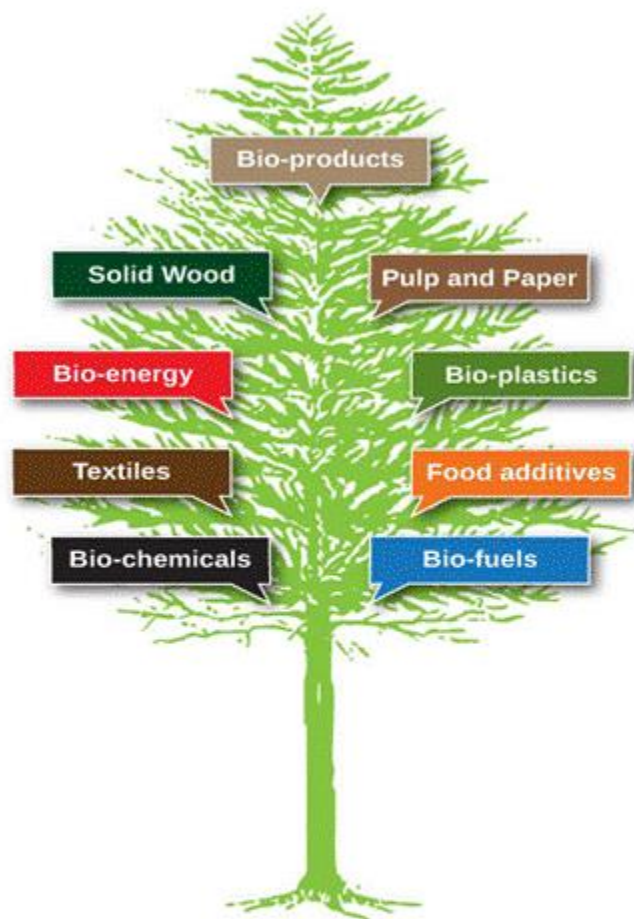 Bio-products
Solid Wood
Pulp and Paper
Bio-energy
Bio-plastics
Textiles
Food additives
Bio-chemicals
Bio-fuels